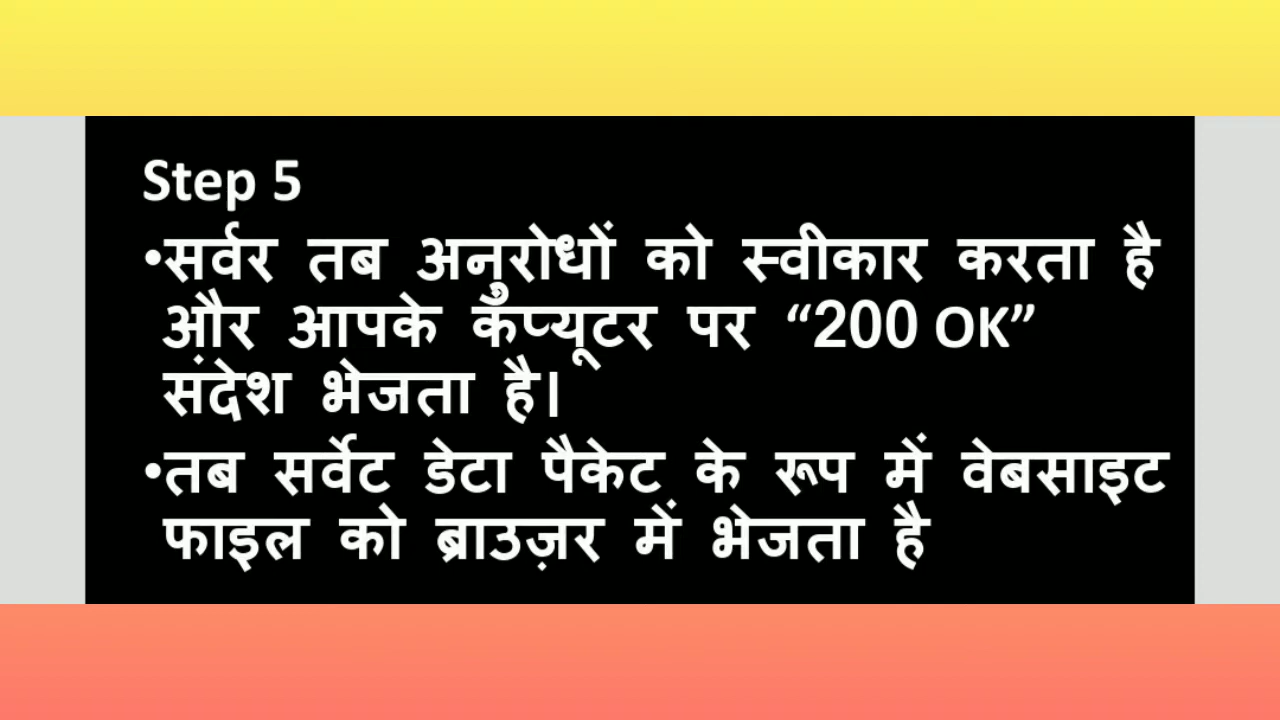 Step 5
•सर्वर तब अनुरोधों को स्वीकार करता है
और आपके कंप्यूटर पर “200 OK”
संदेश भेजता है।
•तब सर्वेट डेटा पैकेट के रूप में वेबसाइट
फाइल को ब्राउज़र में भेजता है